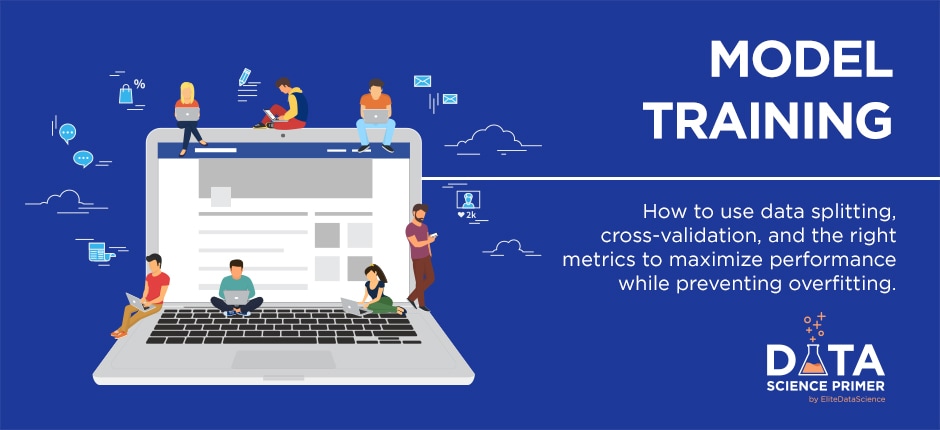 MODEL
TRAINING
How to use data splitting,
cross-validation, and the right
metrics to maximize performance
while preventing overfitting.
%
2k
DATA
SCIENCE PRIMER
by EliteDataScience